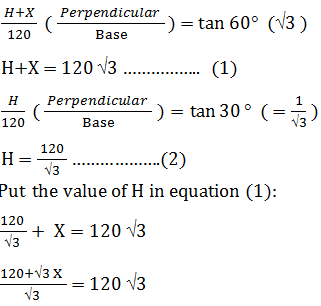 H+X/120 ( Perpendicular/Base ) = tan 60° (√3 )
H+X = 120 √3 ................. (1)
H/120 ( Perpendicular/Base ) = tan 30 ° ( = 1/√3 )
H = 120/√3 ...................(2)
Put the value of H in equation (1):
120/√3 + X = 120 √3
120+√3 X/√3 = 120 √3